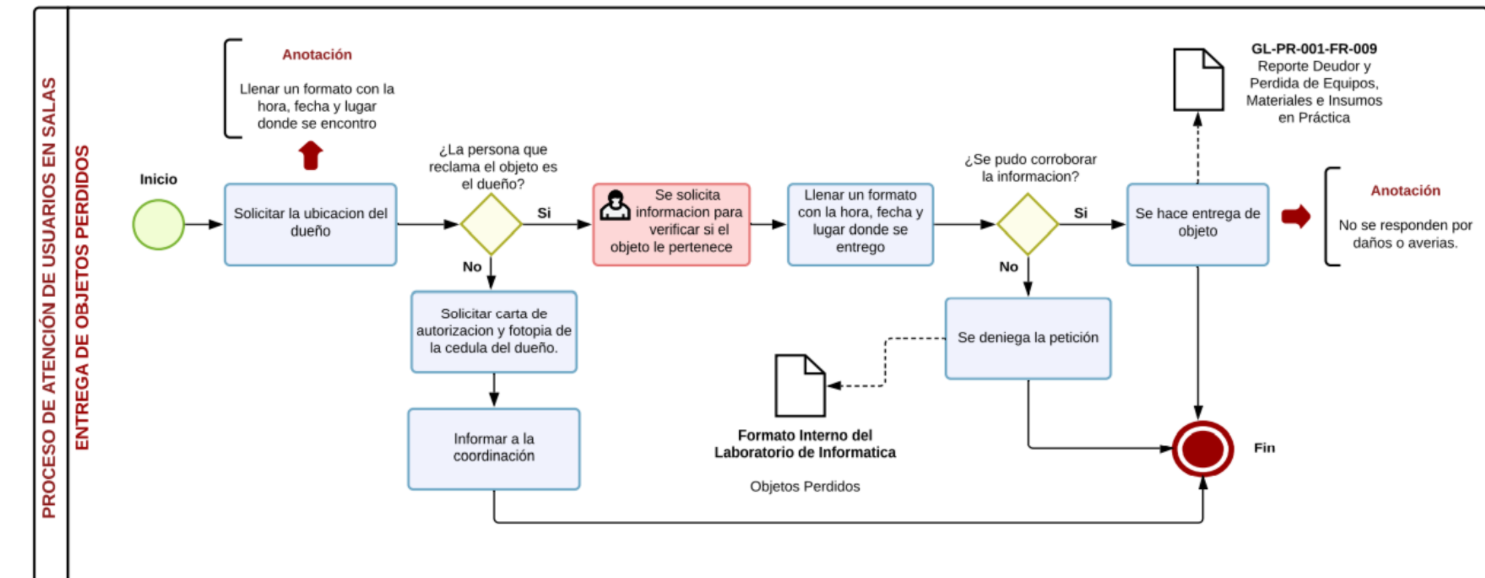 PROCESO DE ATENCIÓN DE USUARIOS EN SALAS
ENTREGA DE OBJETOS PERDIDOS
Inicio
Anotación
Llenar un formato con la
hora, fecha y lugar
donde se encontro
Solicitar la ubicacion del
dueño
¿La persona que
reclama el objeto es
el dueño?
Si
No
Solicitar carta de
autorizacion y fotopia de
la cedula del dueño.
Informar a la
coordinación
Se solicita
informacion para
verificar si el
objeto le pertenece
Llenar un formato
con la hora, fecha y
lugar donde se
entrego
¿Se pudo corroborar
la informacion?
Si
No
Se deniega la petición
Formato Interno del
Laboratorio de Informatica
Objetos Perdidos
Se hace entrega de
objeto
GL-PR-001-FR-009
Reporte Deudor y
Perdida de Equipos,
Materiales e Insumos
en Práctica
Anotación
No se responden por
daños o averias.
Fin